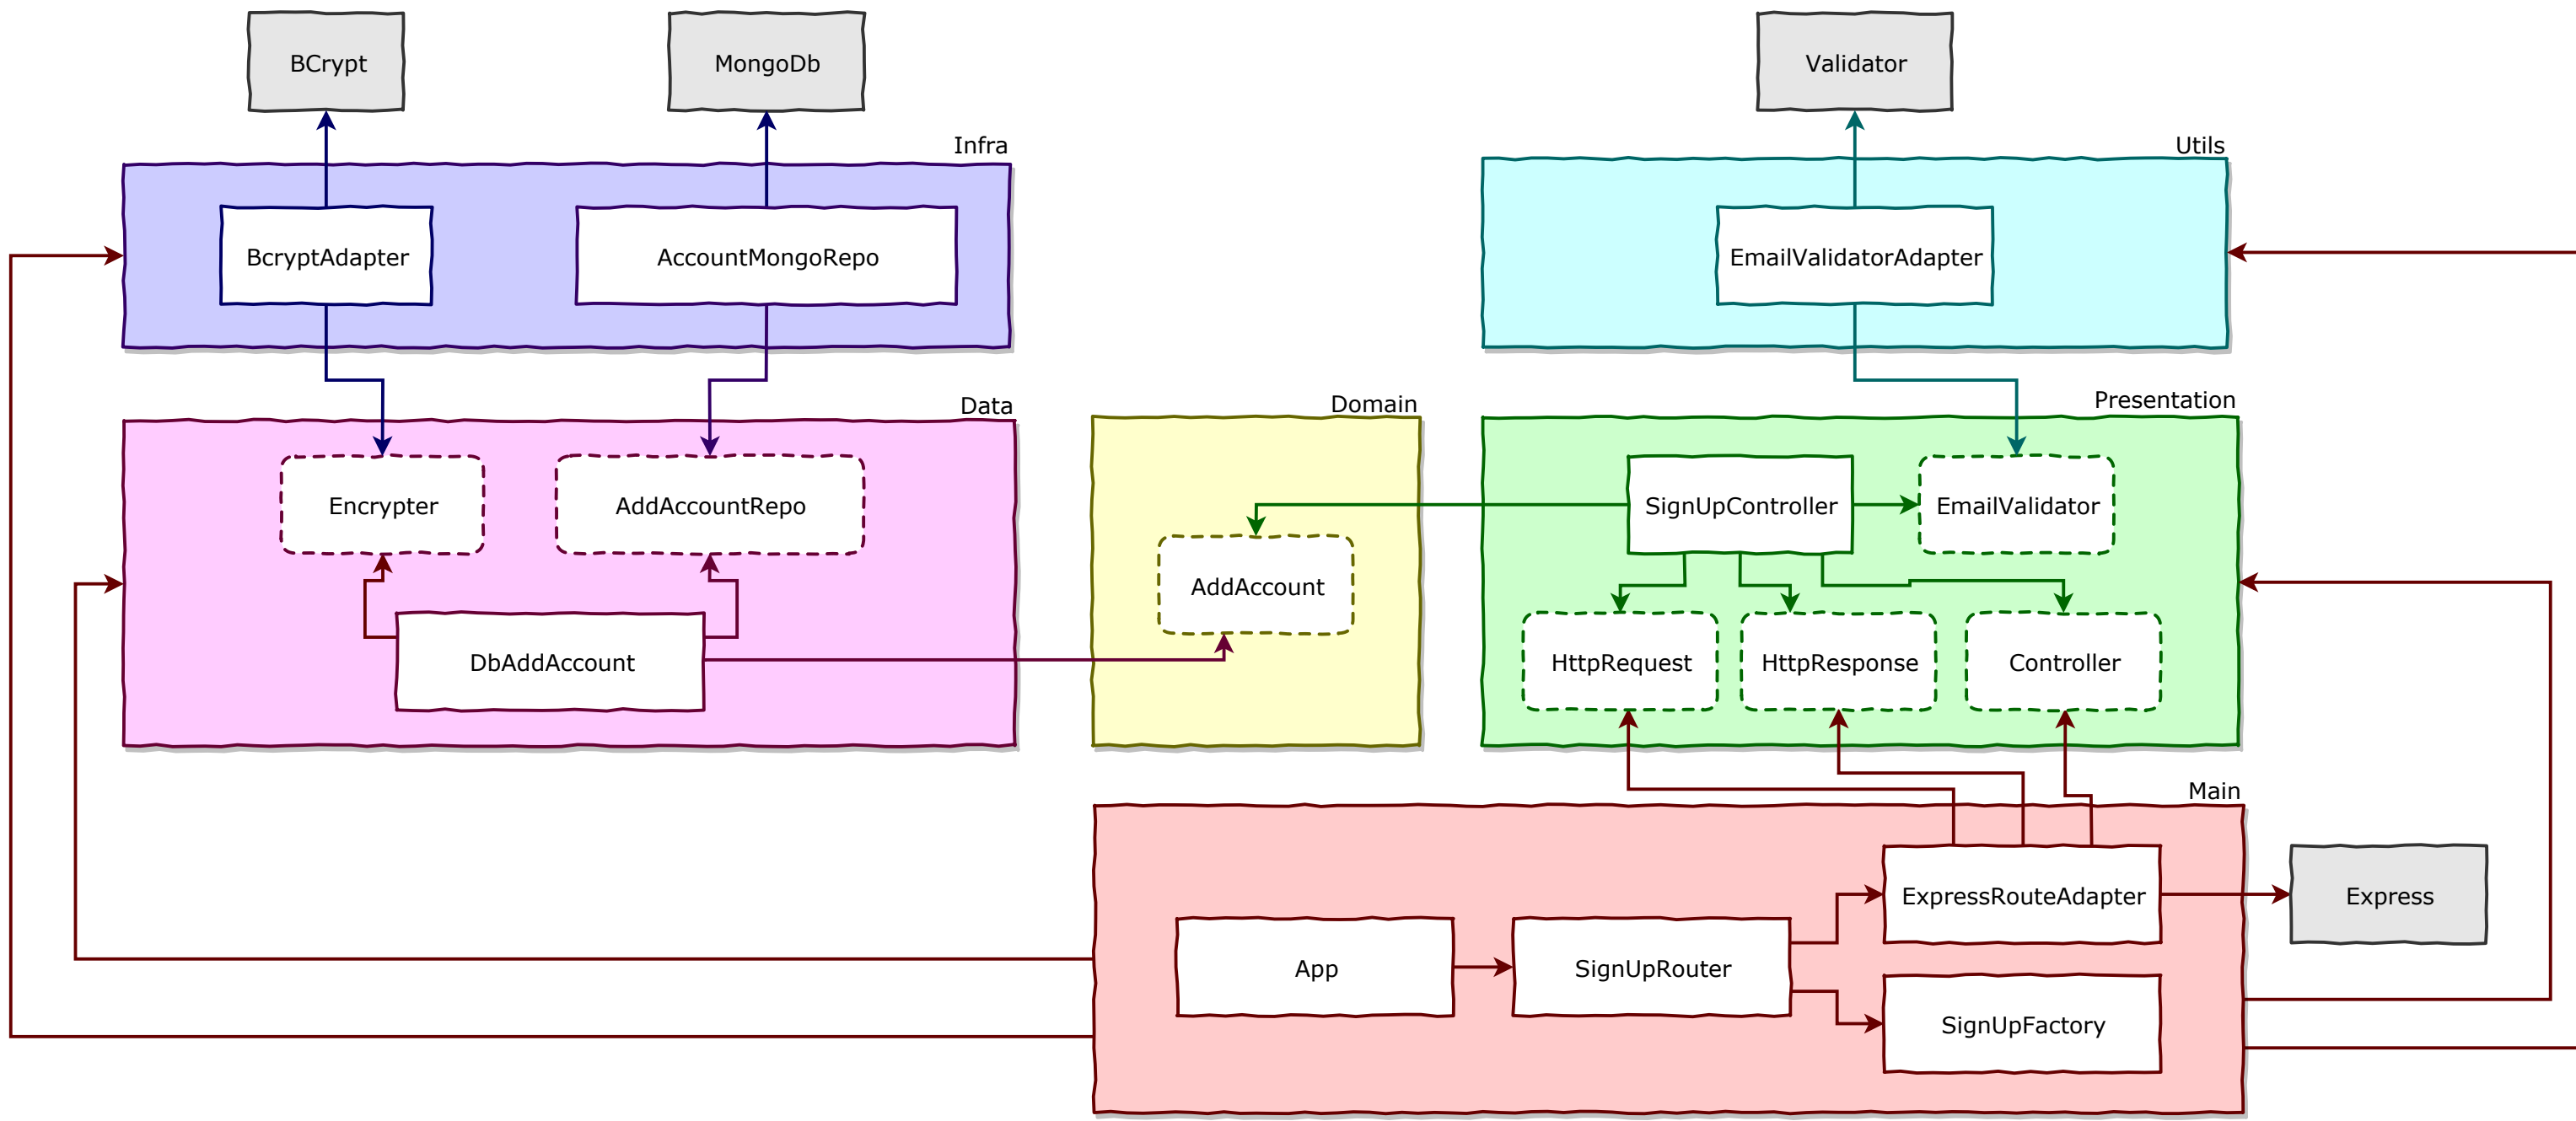 BCrypt
MongoDb
Validator
Infra
Utils
BcryptAdapter
AccountMongoRepo
EmailValidatorAdapter
Data
Domain
Presentation
Encrypter
AddAccountRepo
SignUpController
EmailValidator
AddAccount
DbAddAccount
HttpRequest
HttpResponse
Controller
Main
ExpressRouteAdapter
Express
App
SignUpRouter
SignUpFactory